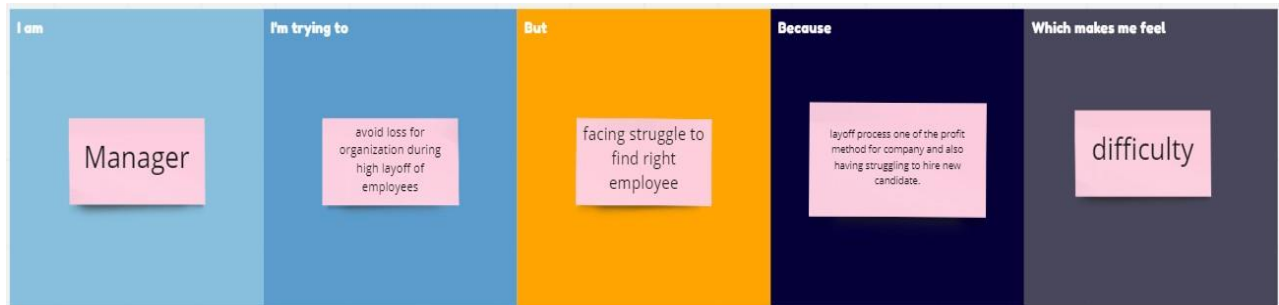 I am
Manager
I'm trying to
avoid loss for
organization during
high layoff of
employees
But
facing struggle to
find right
employee
Because
layoff process one of the profit
method for company and also
having struggling to hire new
candidate.
Which makes me feel
difficulty